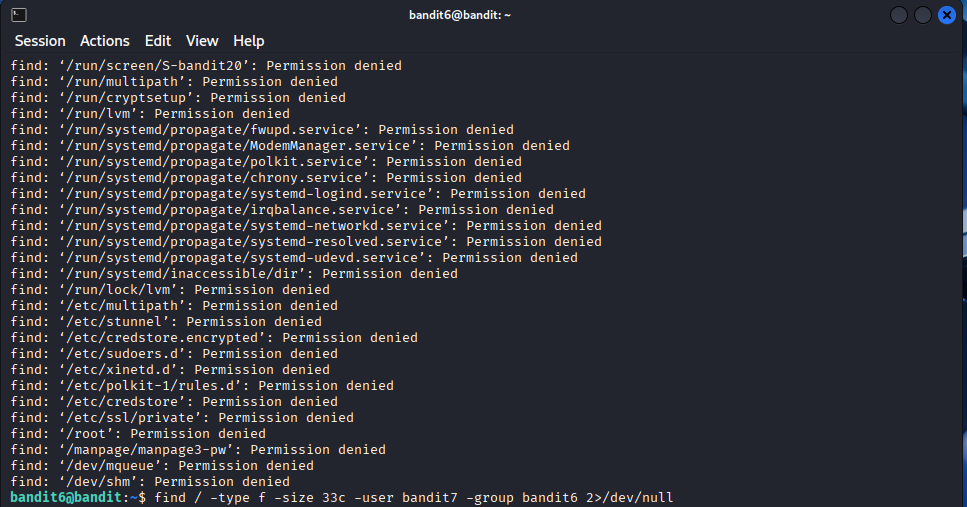 bandit6@bandit: ~
Session Actions Edit View Help
find: ‘/run/screen/S-bandit20’: Permission denied
find: ‘/run/multipath’: Permission denied
find: ‘/run/cryptsetup’: Permission denied
find: ‘/run/lvm’: Permission denied
find: ‘/run/systemd/propagate/fwupd.service’: Permission denied
find: ‘/run/systemd/propagate/ModemManager.service’: Permission denied
find: ‘/run/systemd/propagate/polkit.service’: Permission denied
find: ‘/run/systemd/propagate/chrony.service’: Permission denied
find: ‘/run/systemd/propagate/systemd-logind.service’: Permission denied
find: ‘/run/systemd/propagate/irqbalance.service’: Permission denied
find: ‘/run/systemd/propagate/systemd-networkd.service’: Permission denied
find: ‘/run/systemd/propagate/systemd-resolved.service’: Permission denied
find: ‘/run/systemd/propagate/systemd-udevd.service’: Permission denied
find: ‘/run/systemd/inaccessible/dir’: Permission denied
find: ‘/run/lock/lvm’: Permission denied
find: ‘/etc/multipath’: Permission denied
find: ‘/etc/stunnel’: Permission denied
find: ‘/etc/credstore.encrypted’: Permission denied
find: ‘/etc/sudoers.d’: Permission denied
find: ‘/etc/xinetd.d’: Permission denied
find: ‘/etc/polkit-1/rules.d’: Permission denied
find: ‘/etc/credstore’: Permission denied
find: ‘/etc/ssl/private’: Permission denied
find: ‘/root’: Permission denied
find: ‘/manpage/manpage3-pw’: Permission denied
find: ‘/dev/mqueue’: Permission denied
find: ‘/dev/shm’: Permission denied
bandit6@bandit:~$ find / -type f -size 33c -user bandit7 -group bandit6 2>/dev/null